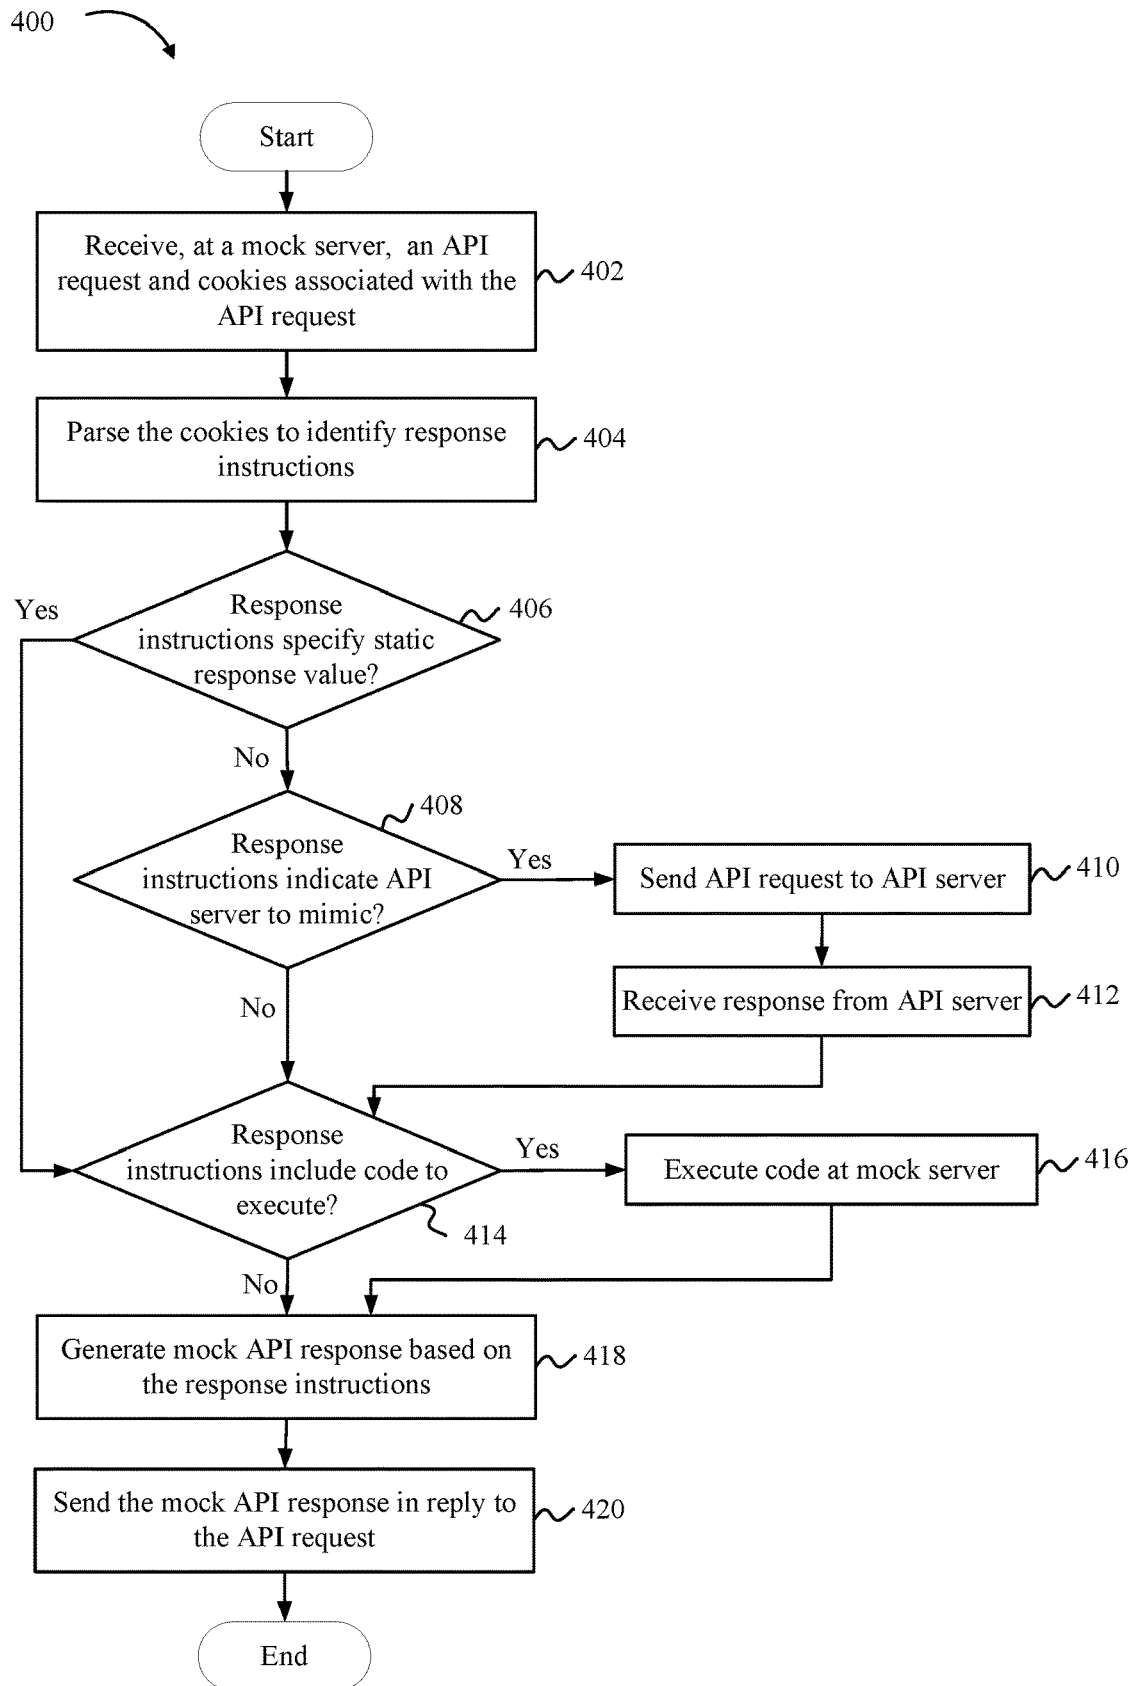 400
Start
Receive, at a mock server, an API
request and cookies associated with the
API request
402
Parse the cookies to identify response
instructions
404
Response
instructions specify static
response value?
406
Yes
No
Response
instructions indicate API
server to mimic?
408
Yes
Send API request to API server
410
Receive response from API server
412
No
Response
instructions include code to
execute?
414
Yes
Execute code at mock server
416
No
Generate mock API response based on
the response instructions
418
Send the mock API response in reply to
the API request
420
End